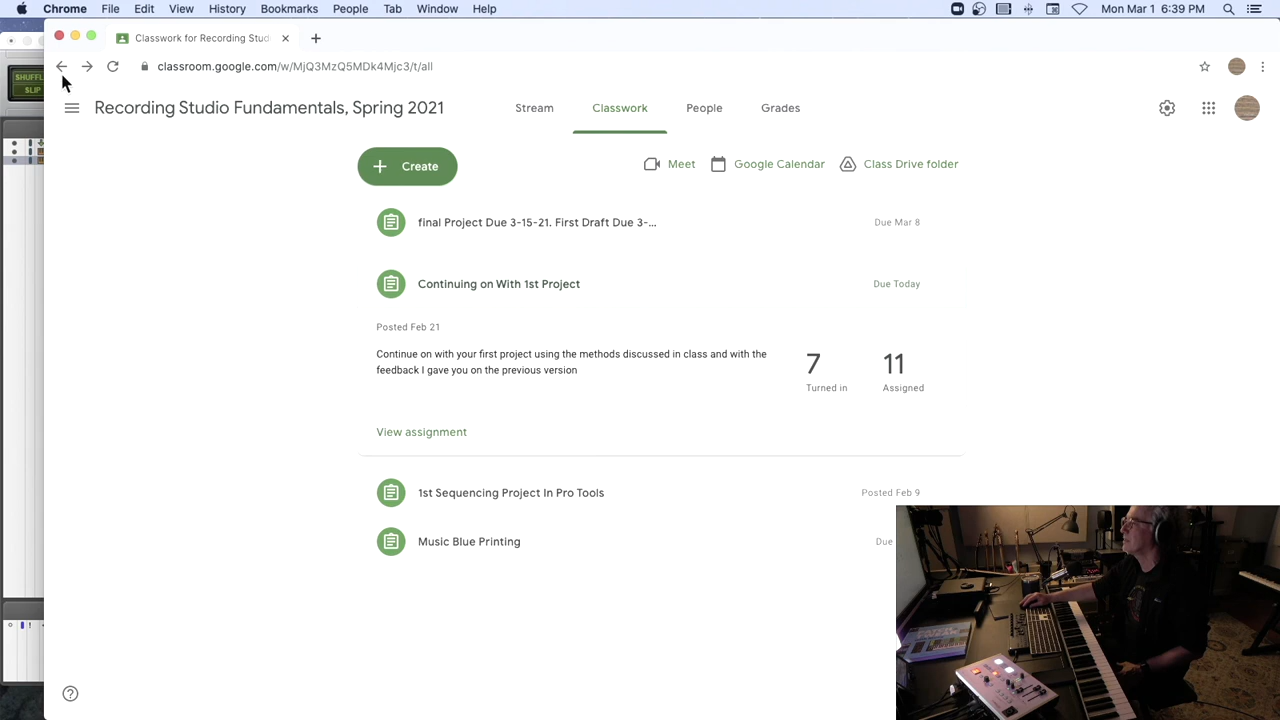 Chrome File Edit View History Bookmarks People Tab Window Help Mon Mar 1 6:39 PM
Classwork for Recording Stud
classroom.google.com/w/MjQ3MzQ5MDk4Mjc3/t/all
SHUFFL
SLIP
Recording Studio Fundamentals, Spring 2021 Stream Classwork People Grades
Create Meet Google Calendar Class Drive folder
final Project Due 3-15-21. First Draft Due 3-... Due Mar 8
Continuing on With 1st Project Due Today
Posted Feb 21
Continue on with your first project using the methods discussed in class and with the
feedback I gave you on the previous version
7 11
Turned in Assigned
View assignment
1st Sequencing Project In Pro Tools Posted Feb 9
Music Blue Printing Due